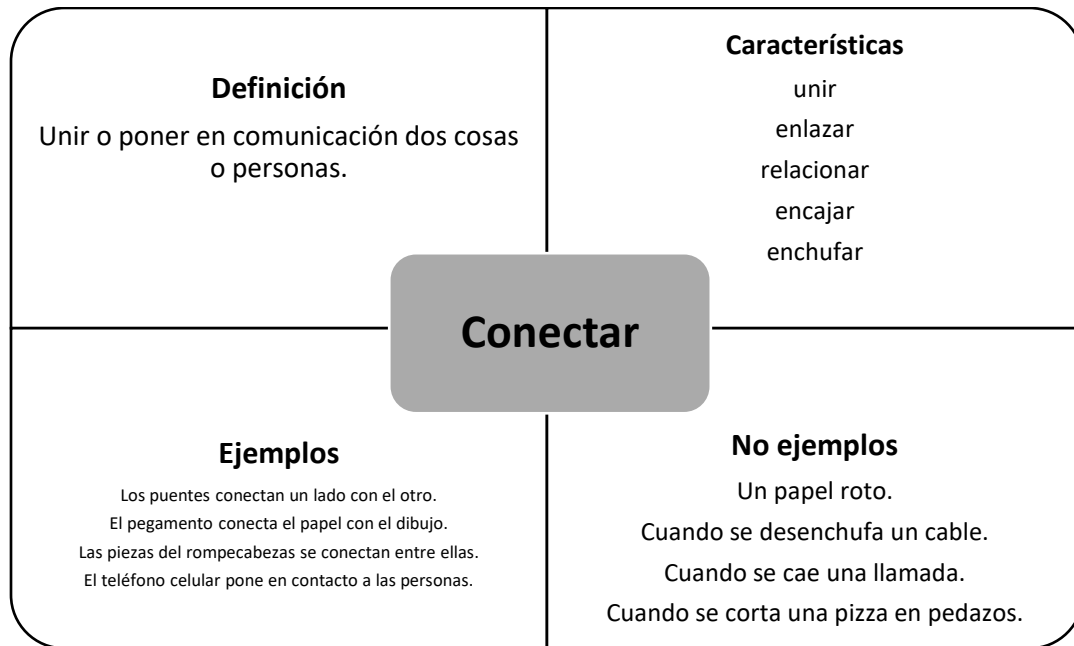 Definición
Unir o poner en comunicación dos cosas
o personas.
Características
unir
enlazar
relacionar
encajar
enchufar
Conectar
Ejemplos
Los puentes conectan un lado con el otro.
El pegamento conecta el papel con el dibujo.
Las piezas del rompecabezas se conectan entre ellas.
El teléfono celular pone en contacto a las personas.
No ejemplos
Un papel roto.
Cuando se desenchufa un cable.
Cuando se cae una llamada.
Cuando se corta una pizza en pedazos.